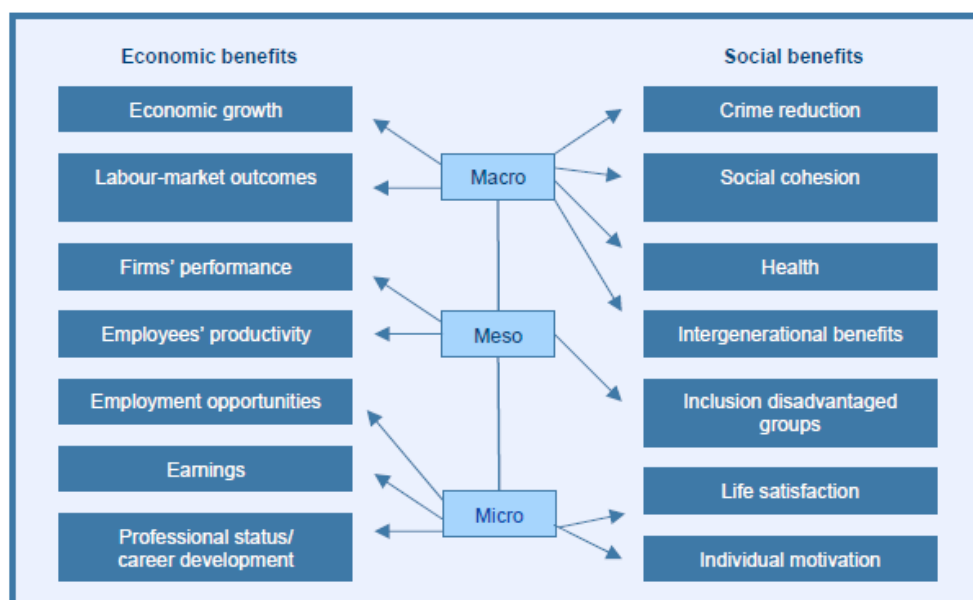 Economic benefits
Social benefits
Economic growth
Crime reduction
Labour-market outcomes
Macro
Social cohesion
Firms' performance
Health
Employees' productivity
Meso
Intergenerational benefits
Employment opportunities
Inclusion disadvantaged
groups
Earnings
Life satisfaction
Micro
Professional status/
career development
Individual motivation